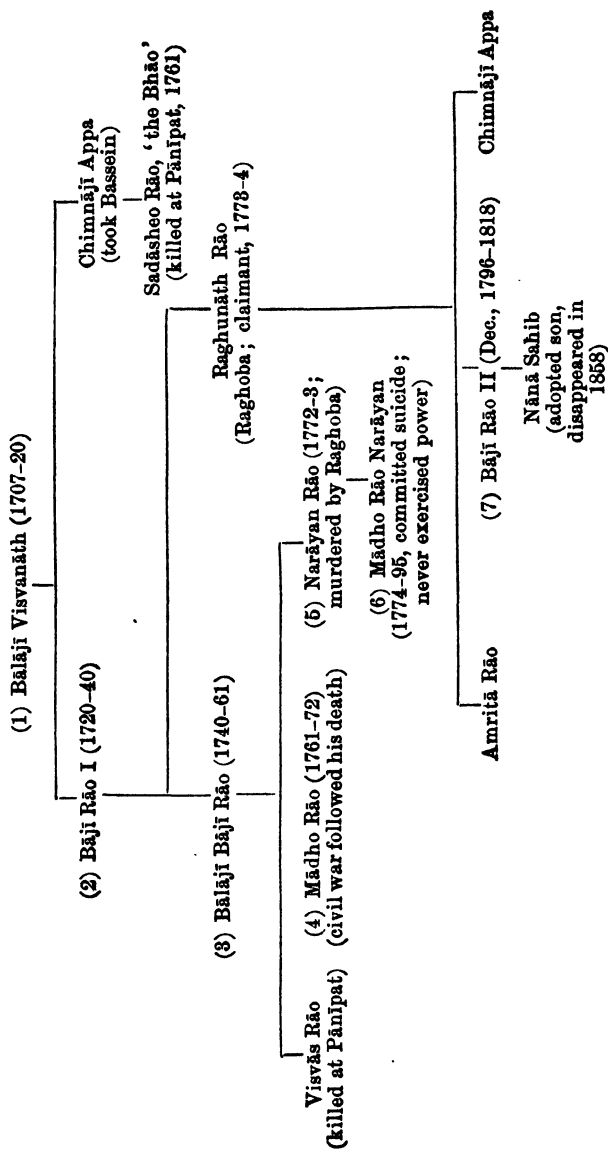 (1) Bālājī Visvanāth (1707–20)
(2) Bājī Rāo I (1720–40)
Chimnājī Appa
(took Bassein)
Sadāsheo Rāo, ‘the Bhāo’
(killed at Pānīpat, 1761)
(3) Bālājī Bājī Rāo (1740–61)
Raghunāth Rāo
(Raghoba; claimant, 1773–4)
Visvās Rāo
(killed at Pānīpat)
(4) Mādho Rāo (1761–72)
(civil war followed his death)
(5) Narāyan Rāo (1772–3;
murdered by Raghoba)
(6) Mādho Rāo Narāyan
(1774–95, committed suicide;
never exercised power)
Amritā Rāo
(7) Bājī Rāo II (Dec., 1796–1818)
Chimnājī Appa
Nānā Sahib
(adopted son,
disappeared in
1858)